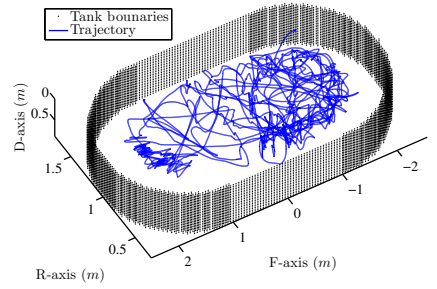 Tank bounaries
Trajectory
D-axis (m)
0
0.5
1.5
1
0.5
R-axis (m)
2
1
0
−1
−2
F-axis (m)